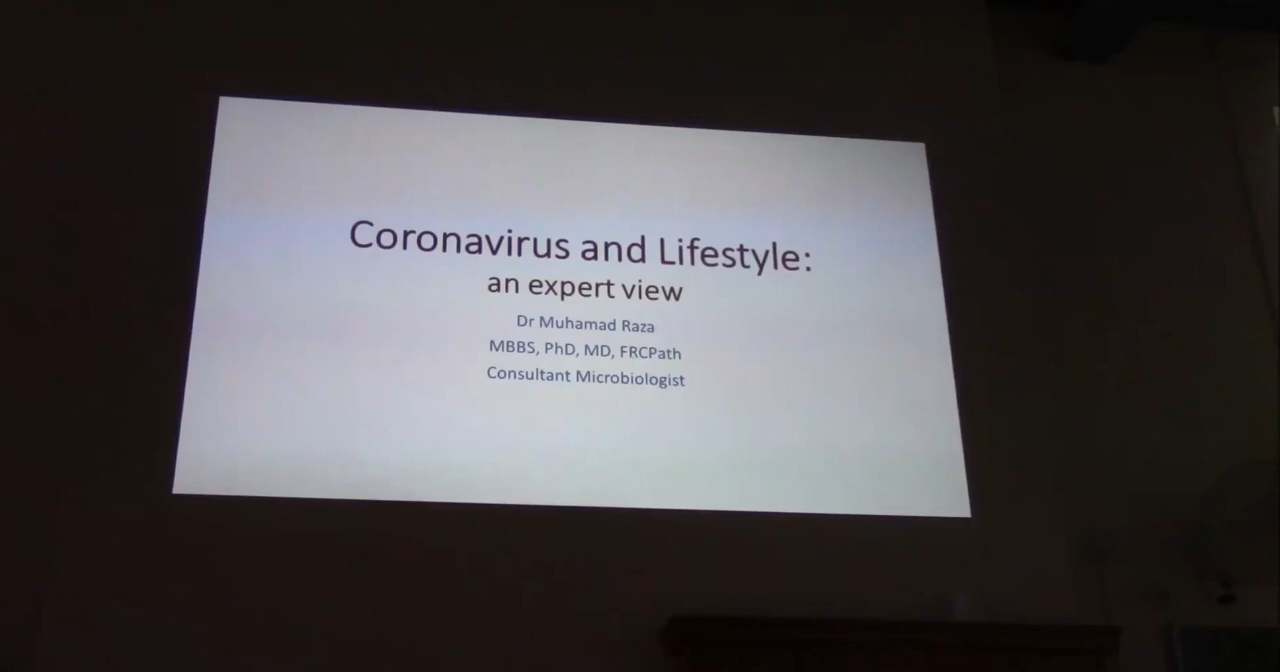 Coronavirus and Lifestyle:
an expert view
Dr Muhamad Raza
MBBS, PhD, MD, FRCPath
Consultant Microbiologist